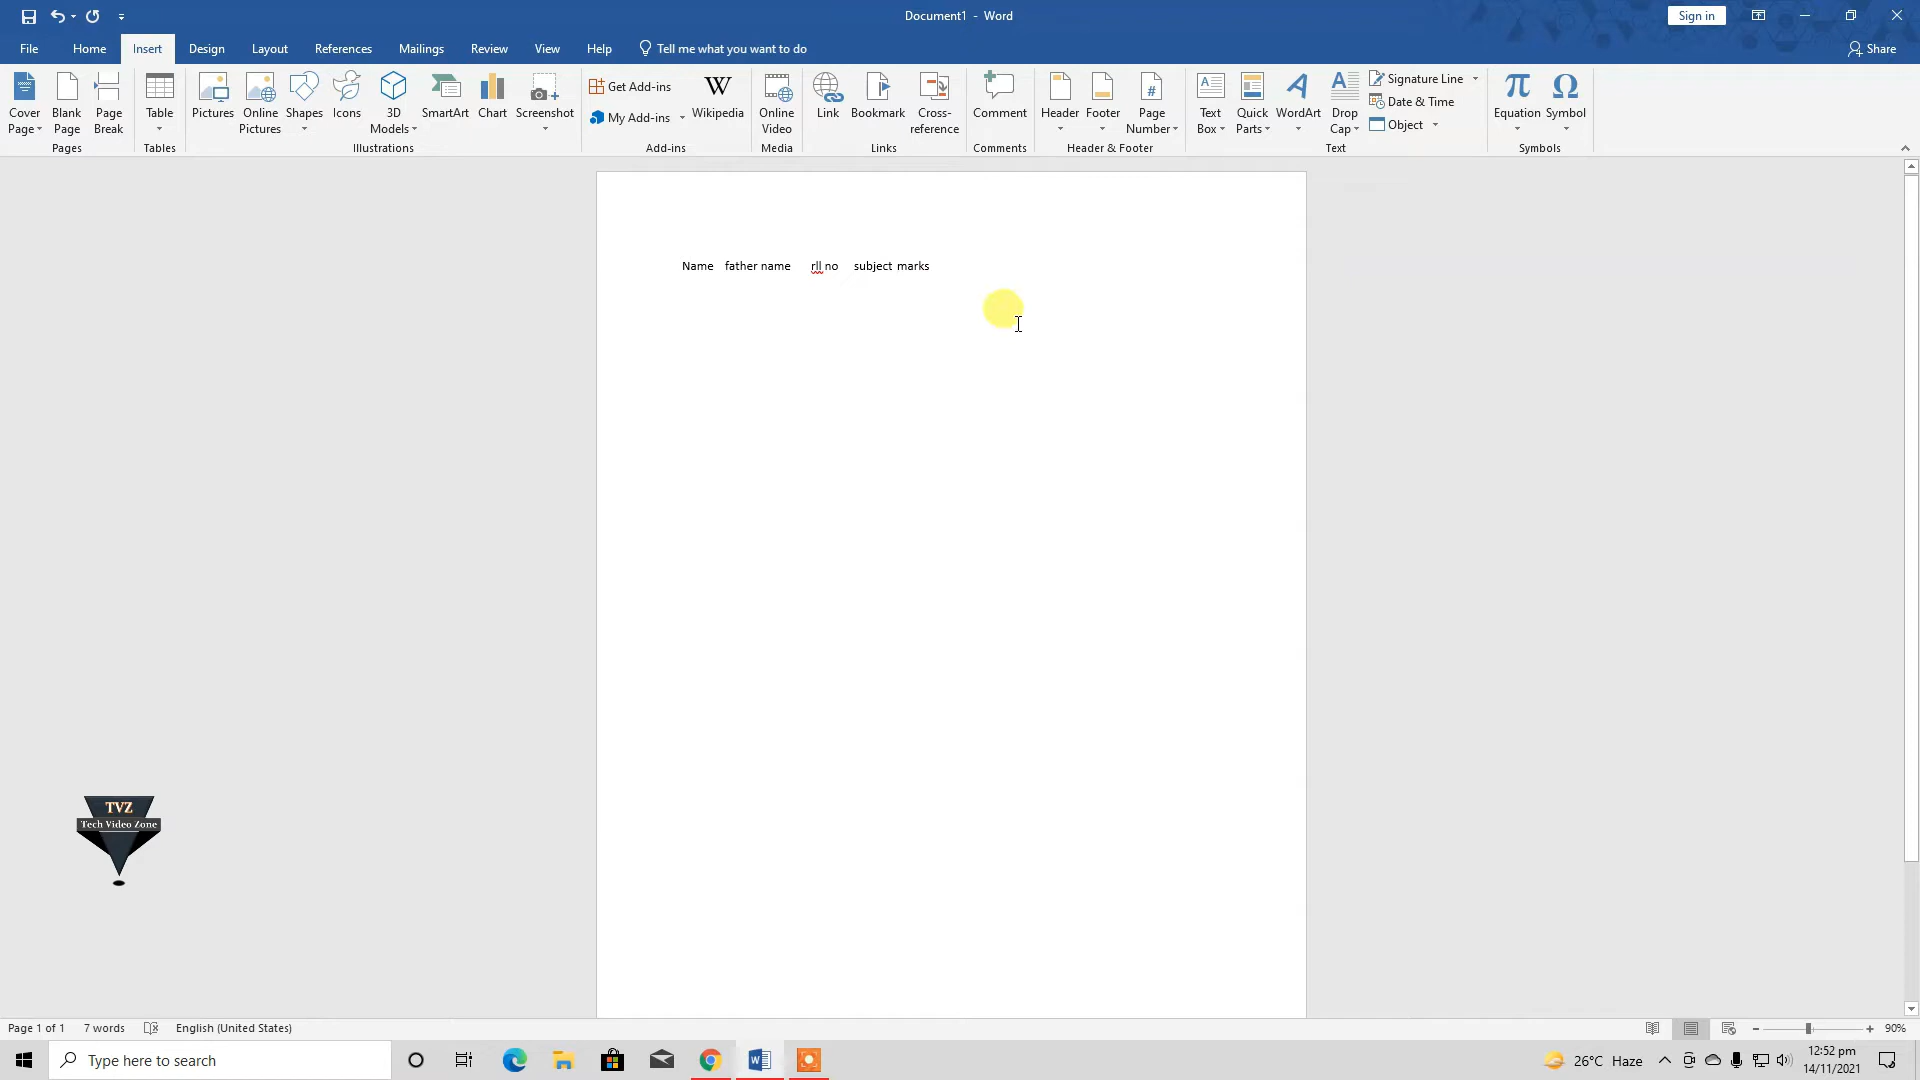 Document1 - Word
Sign in
File Home Insert Design Layout References Mailings Review View Help Tell me what you want to do
Share
Cover Page
Blank Page
Page Break
Table
Pictures
Online Pictures
Shapes
Icons
3D Models
SmartArt
Chart
Screenshot
Get Add-ins
My Add-ins
W
Wikipedia
Online Video
Link
Bookmark
Cross-reference
Comment
Header
Footer
#
Page Number
A
Text Box
Quick Parts
A
WordArt
A
Drop Cap
Signature Line
Date & Time
Object
π
Equation
Ω
Symbol
Pages Tables Illustrations Add-ins Media Links Comments Header & Footer Text Symbols
Name father name rll no subject marks
TVZ
Tech Video Zone
Page 1 of 1 7 words English (United States)
90%
Type here to search
W
26°C Haze
12:52 pm
14/11/2021